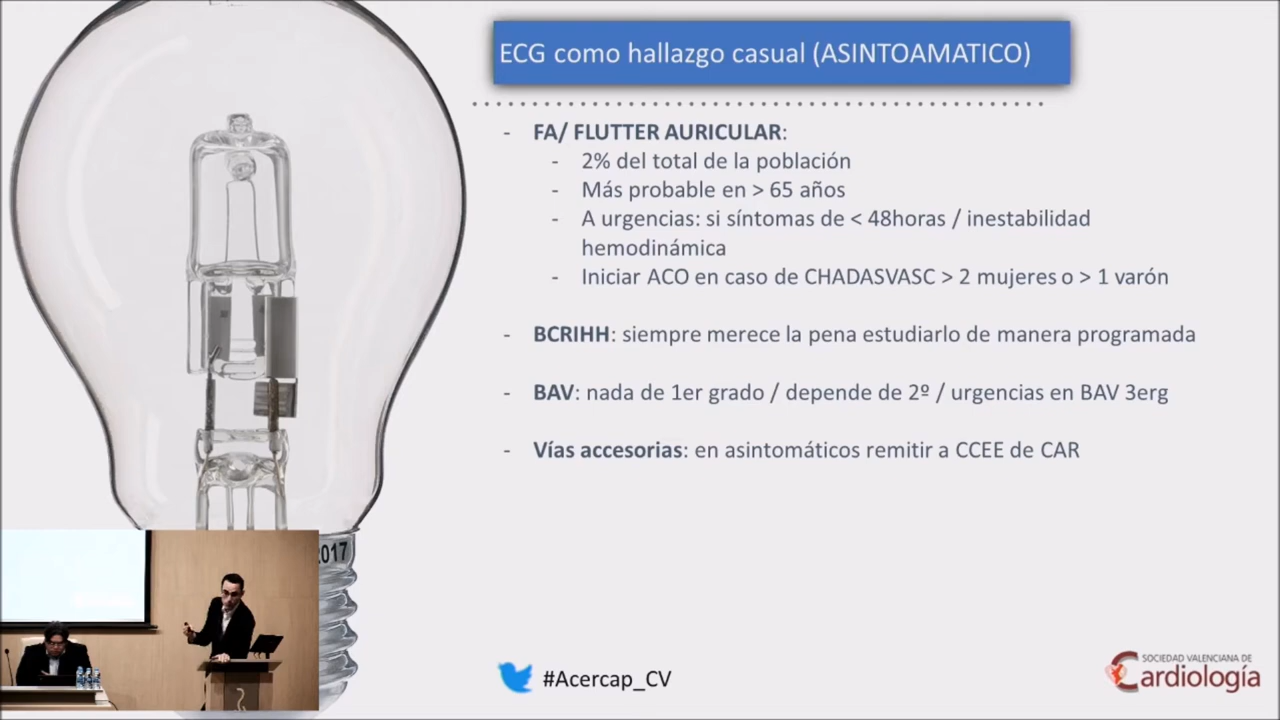 ECG como hallazgo casual (ASINTOAMATICO)
- FA/ FLUTTER AURICULAR:
- 2% del total de la población
- Más probable en > 65 años
- A urgencias: si síntomas de < 48horas / inestabilidad
hemodinámica
- Iniciar ACO en caso de CHADASVASC > 2 mujeres o > 1 varón
- BCRIHH: siempre merece la pena estudiarlo de manera programada
- BAV: nada de 1er grado / depende de 2º / urgencias en BAV 3erg
- Vías accesorias: en asintomáticos remitir a CCEE de CAR
2017
#Acercap_CV
SOCIEDAD VALENCIANA DE
Cardiología